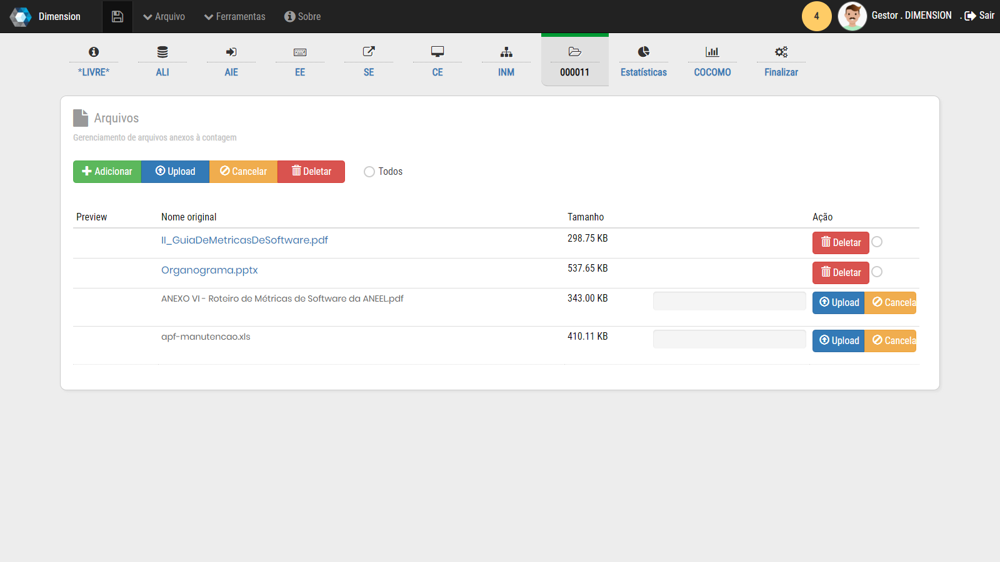 Dimension
Arquivo
Ferramentas
Sobre
4
Gestor . DIMENSION
. Sair
*LIVRE*
ALI
AIE
EE
SE
CE
INM
000011
Estatísticas
COCOMO
Finalizar
Arquivos
Gerenciamento de arquivos anexos à contagem
Adicionar
Upload
Cancelar
Deletar
Todos
Preview Nome original Tamanho Ação
II_GuiaDeMetricasDeSoftware.pdf 298.75 KB Deletar
Organograma.pptx 537.65 KB Deletar
ANEXO VI - Roteiro de Métricas de Software da ANEEL.pdf 343.00 KB Upload Cancela
apf-manutencao.xls 410.11 KB Upload Cancela